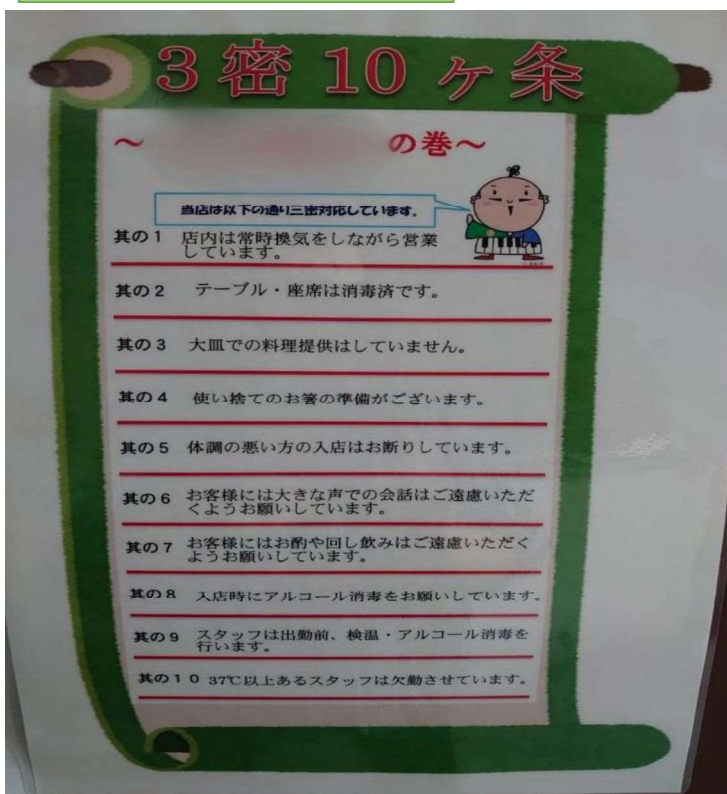 3密10ヶ条
～ の巻～
当店は以下の通り三密対応しています。
其の1 店内は常時換気をしながら営業
しています。
其の2 テーブル・座席は消毒済です。
其の3 大皿での料理提供はしていません。
其の4 使い捨てのお箸の準備がございます。
其の5 体調の悪い方の入店はお断りしています。
其の6 お客様には大きな声での会話はご遠慮いただ
くようお願いしています。
其の7 お客様にはお酌や回し飲みはご遠慮いただく
ようお願いしています。
其の8 入店時にアルコール消毒をお願いしています。
其の9 スタッフは出勤前、検温・アルコール消毒を
行います。
其の10 37℃以上あるスタッフは欠勤させています。